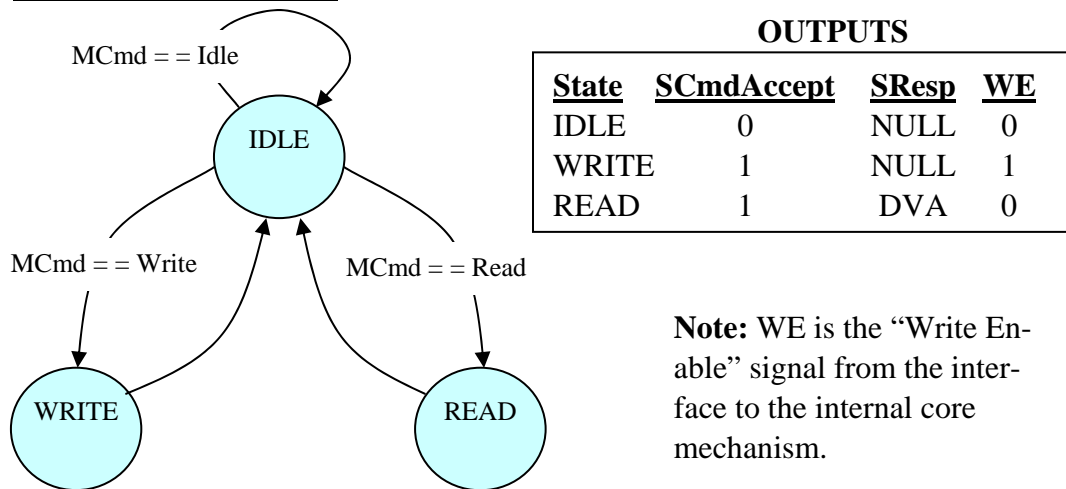 MCmd = = Idle
IDLE
MCmd = = Write
MCmd = = Read
WRITE
READ
OUTPUTS
State SCmdAccept SResp WE
IDLE 0 NULL 0
WRITE 1 NULL 1
READ 1 DVA 0
Note: WE is the “Write En-
able” signal from the inter-
face to the internal core
mechanism.